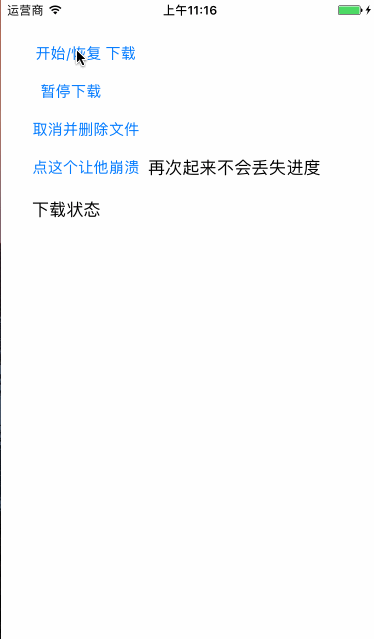 运营商 上午11:16
开始/恢复 下载
暂停下载
取消并删除文件
点这个让他崩溃 再次起来不会丢失进度
下载状态